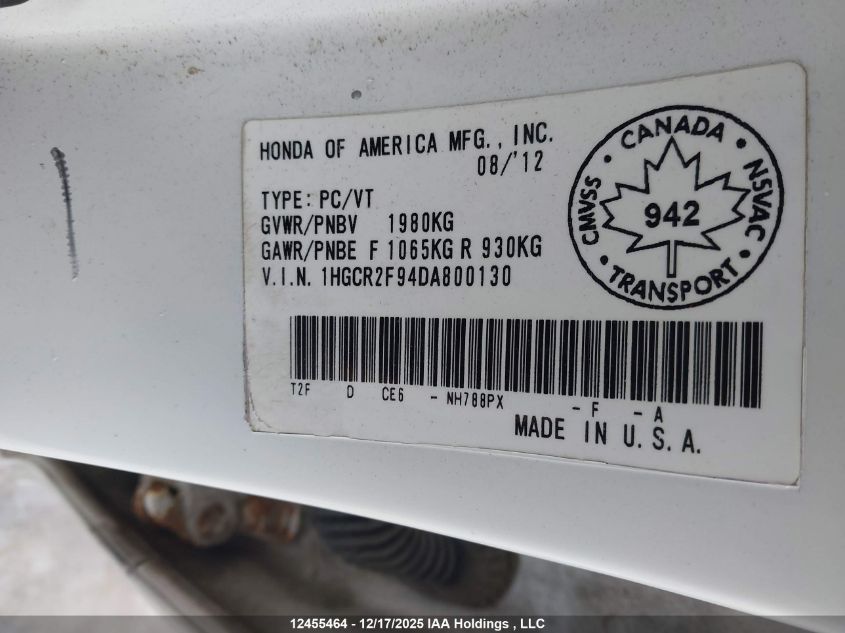 HONDA OF AMERICA MFG., INC.
08/'12
TYPE: PC/VT
GVWR/PNBV 1980KG
GAWR/PNBE F 1065KG R 930KG
V.I.N. 1HGCR2F94DA800130
CANADA
CMVSS
942
NSVAC
TRANSPORT
T2F D CE6 - NH788PX - F - A
MADE IN U.S.A.
12455464 - 12/17/2025 IAA Holdings , LLC